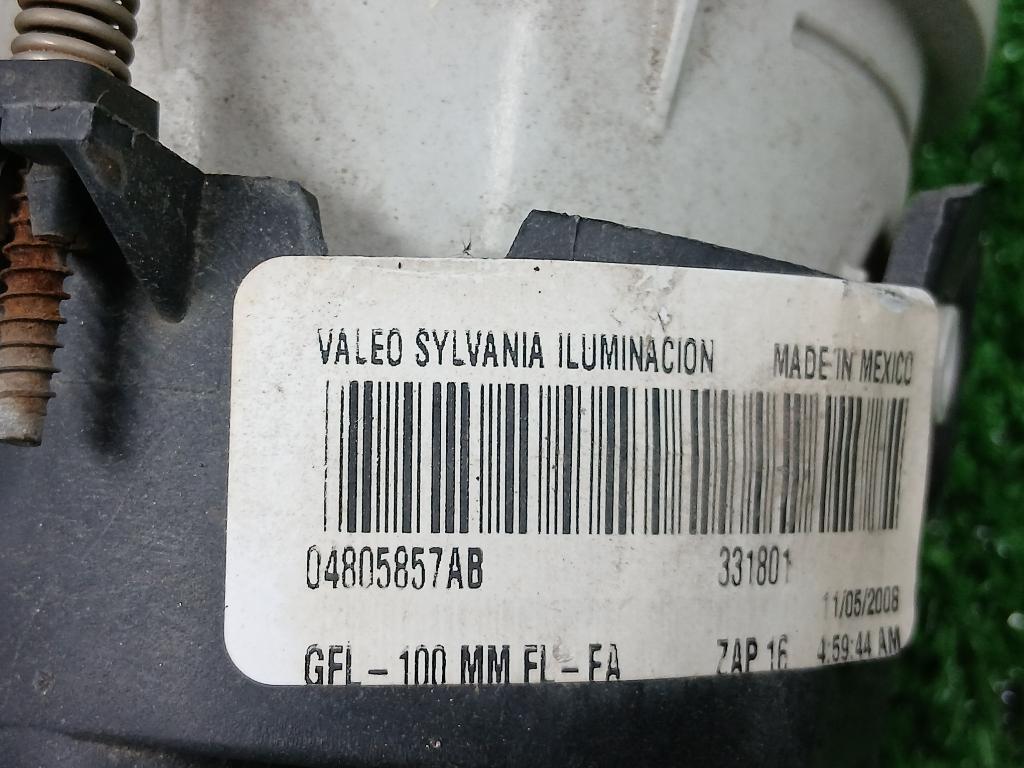 VALEO SYLVANIA ILUMINACION MADE IN MEXICO
04805857AB 331801
11/05/2008
GFL - 100 MM FL - FA ZAP 16 4:59:44 AM